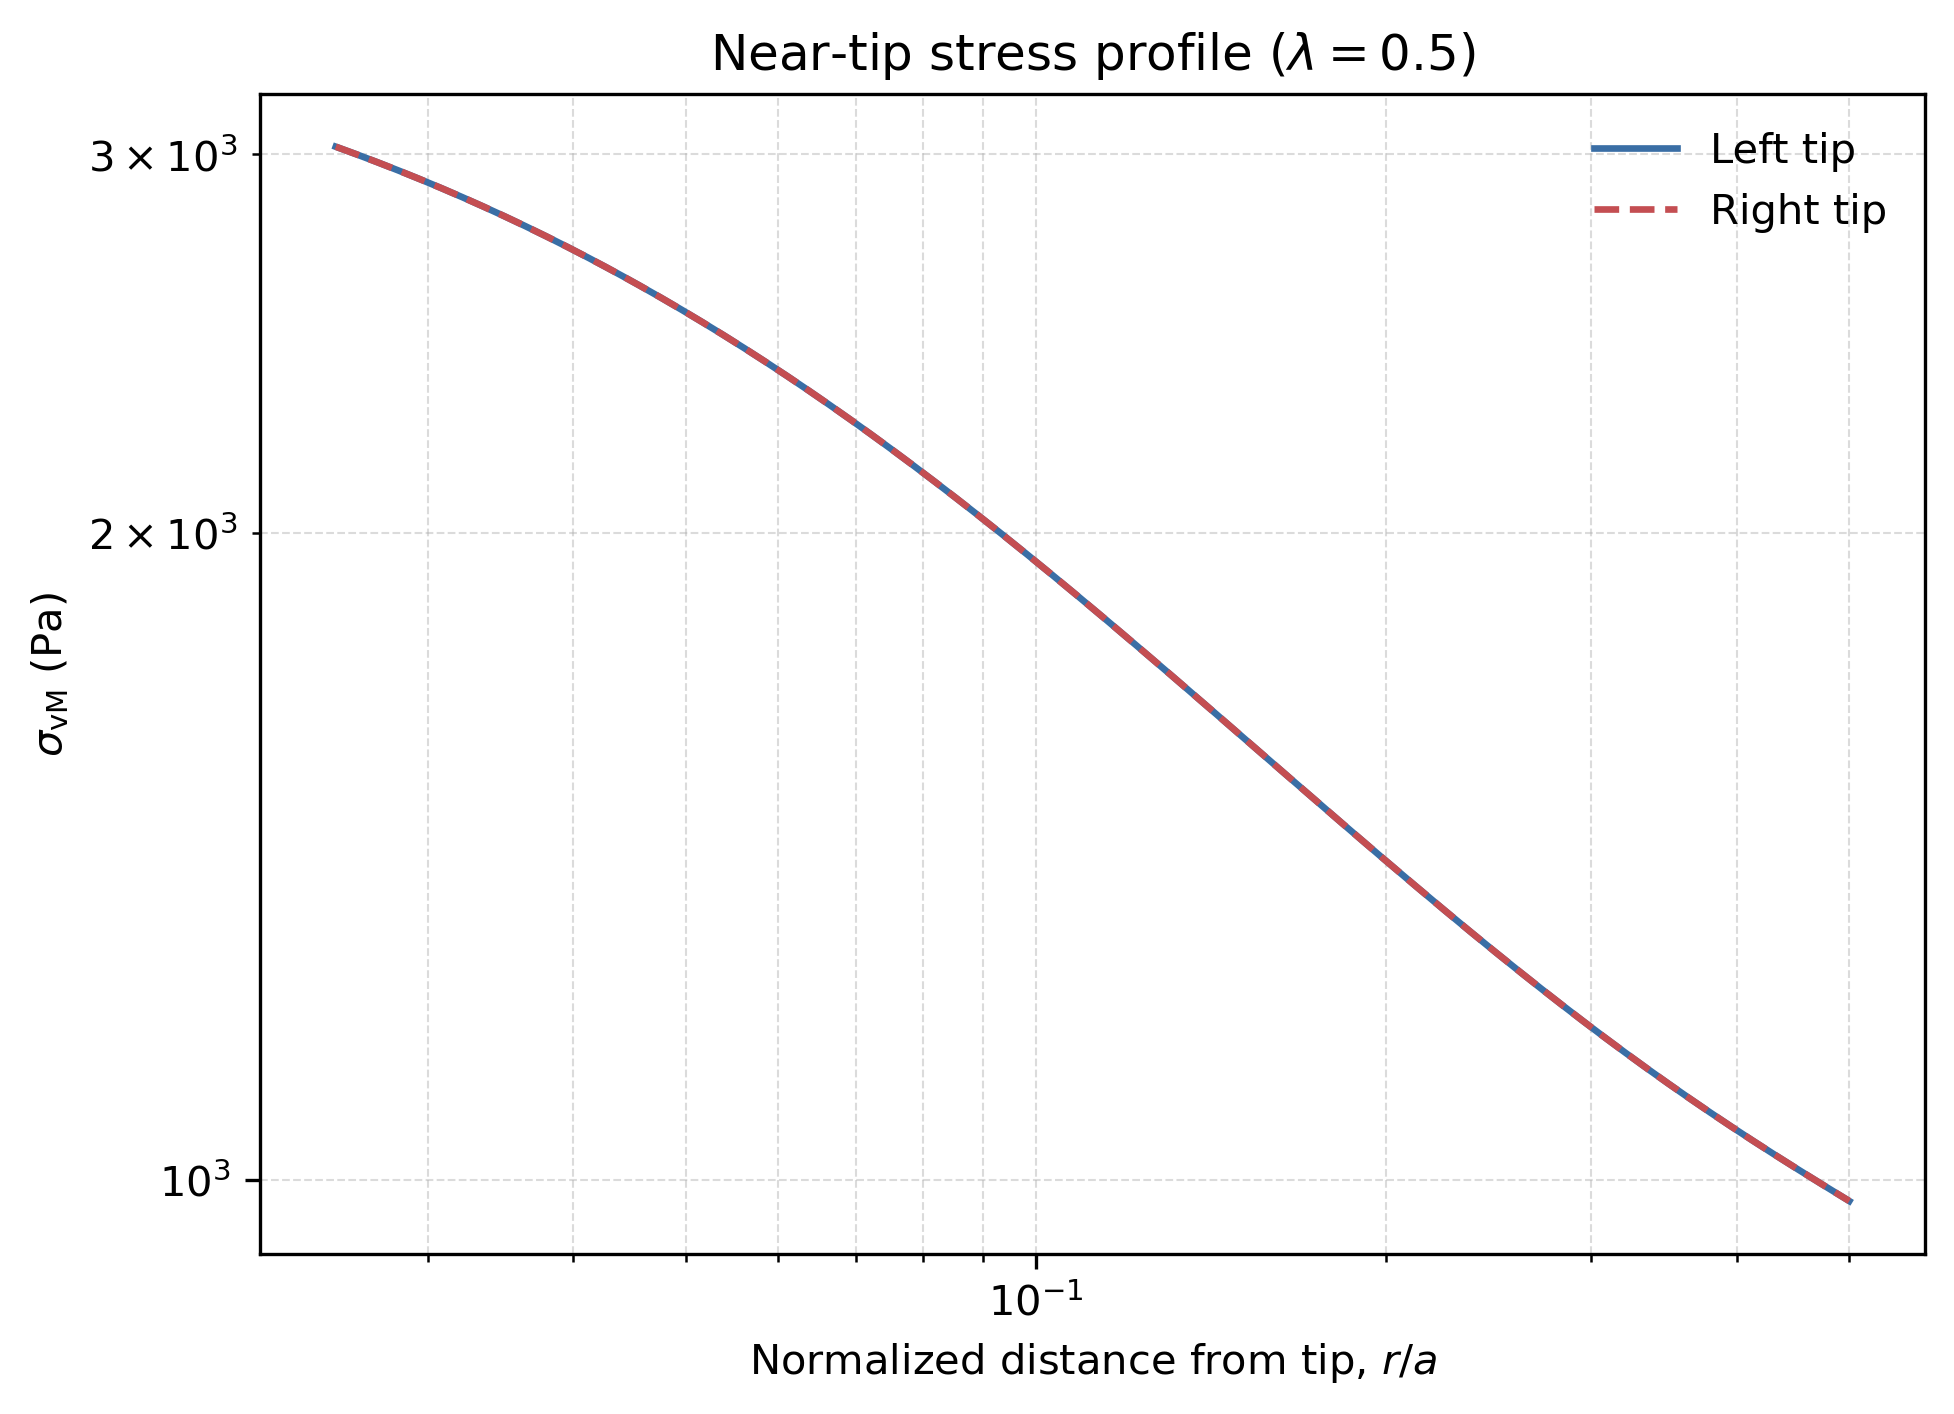 Near-tip stress profile (λ = 0.5)
3 × 10³
2 × 10³
10³
σvM (Pa)
Left tip
Right tip
10⁻¹
Normalized distance from tip, r/a